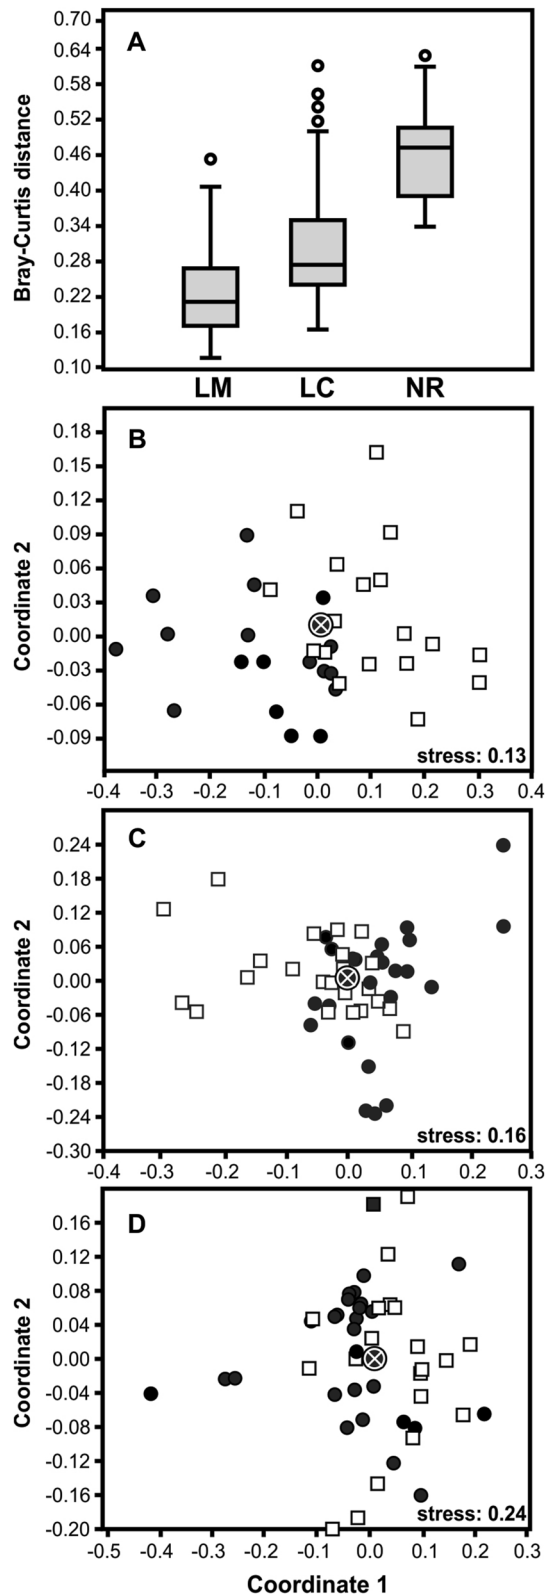 A
Bray-Curtis distance
0.70
0.64
0.58
0.52
0.46
0.40
0.34
0.28
0.22
0.16
0.10
LM LC NR
B
Coordinate 2
0.18
0.15
0.12
0.09
0.06
0.03
0.00
-0.03
-0.06
-0.09
stress: 0.13
-0.4 -0.3 -0.2 -0.1 0.0 0.1 0.2 0.3 0.4
C
Coordinate 2
0.24
0.18
0.12
0.06
0.00
-0.06
-0.12
-0.18
-0.24
-0.30
stress: 0.16
-0.4 -0.3 -0.2 -0.1 0.0 0.1 0.2 0.3
D
Coordinate 2
0.16
0.12
0.08
0.04
0.00
-0.04
-0.08
-0.12
-0.16
-0.20
stress: 0.24
-0.5 -0.4 -0.3 -0.2 -0.1 0.0 0.1 0.2 0.3
Coordinate 1